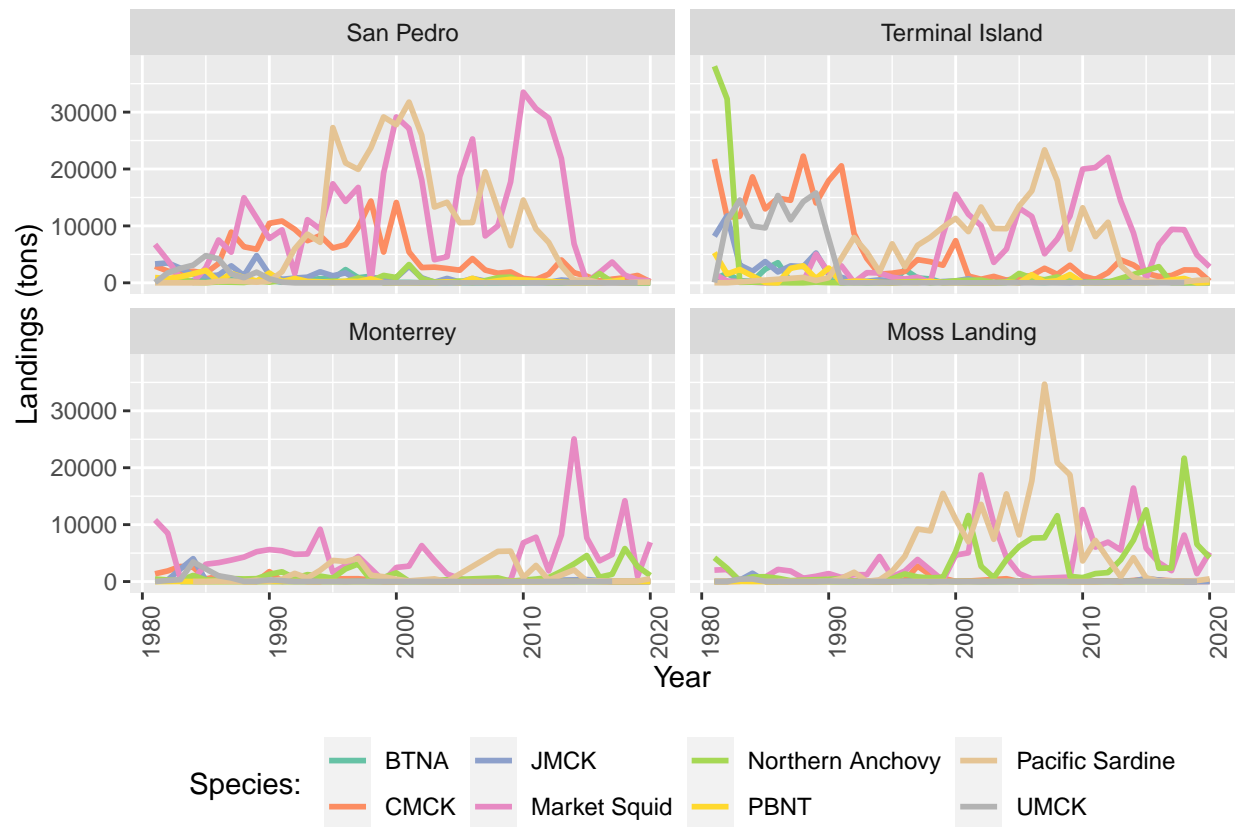 San Pedro
Terminal Island
30000
20000
10000
0
Landings (tons)
Monterrey
Moss Landing
30000
20000
10000
0
1980
1990
2000
2010
2020
1980
1990
2000
2010
2020
Year
Species:
BTNA
JMCK
Northern Anchovy
Pacific Sardine
CMCK
Market Squid
PBNT
UMCK